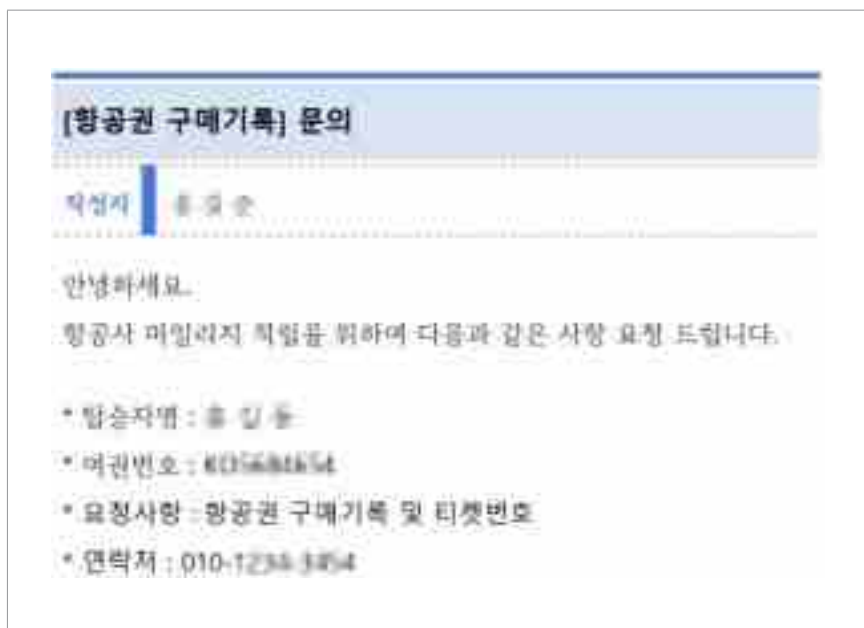 [항공권 구매기록] 문의
작성자
안녕하세요.
항공사 마일리지 적립을 위하여 다음과 같은 사항 요청 드립니다.
* 탑승자명 :
* 여권번호 :
* 요청사항 : 항공권 구매기록 및 티켓번호
* 연락처 :